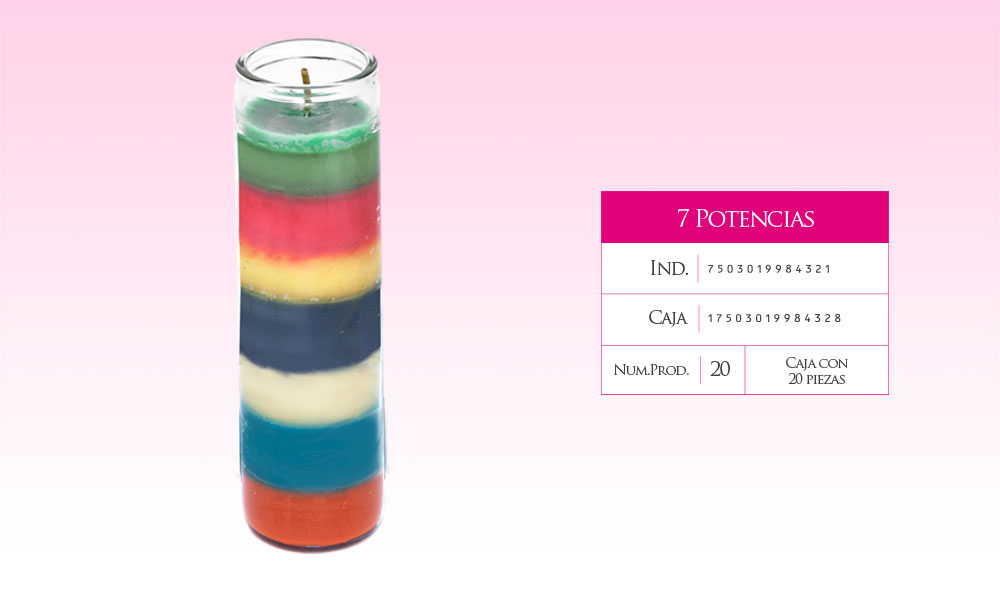 7 Potencias
Ind. 7503019984321
Caja 17503019984328
Num.Prod. 20
Caja con
20 piezas